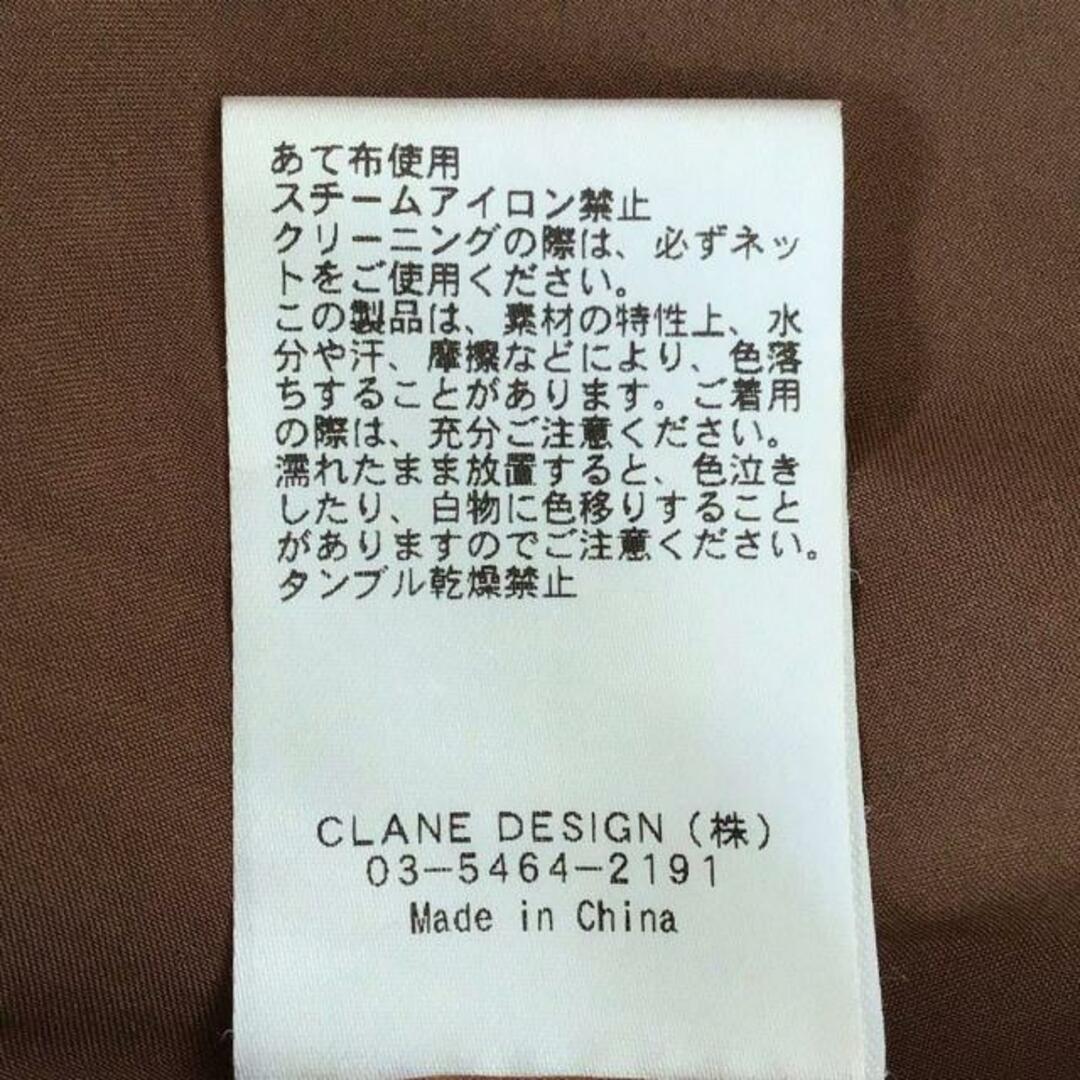 あて布使用
スチームアイロン禁止
クリーニングの際は、必ずネッ
トをご使用ください。
この製品は、素材の特性上、水
分や汗、摩擦などにより、色落
ちすることがあります。ご着用
の際は、充分ご注意ください。
濡れたまま放置すると、色泣き
したり、白物に色移りすること
がありますのでご注意ください。
タンブル乾燥禁止
CLANE DESIGN（株）
03-5464-2191
Made in China